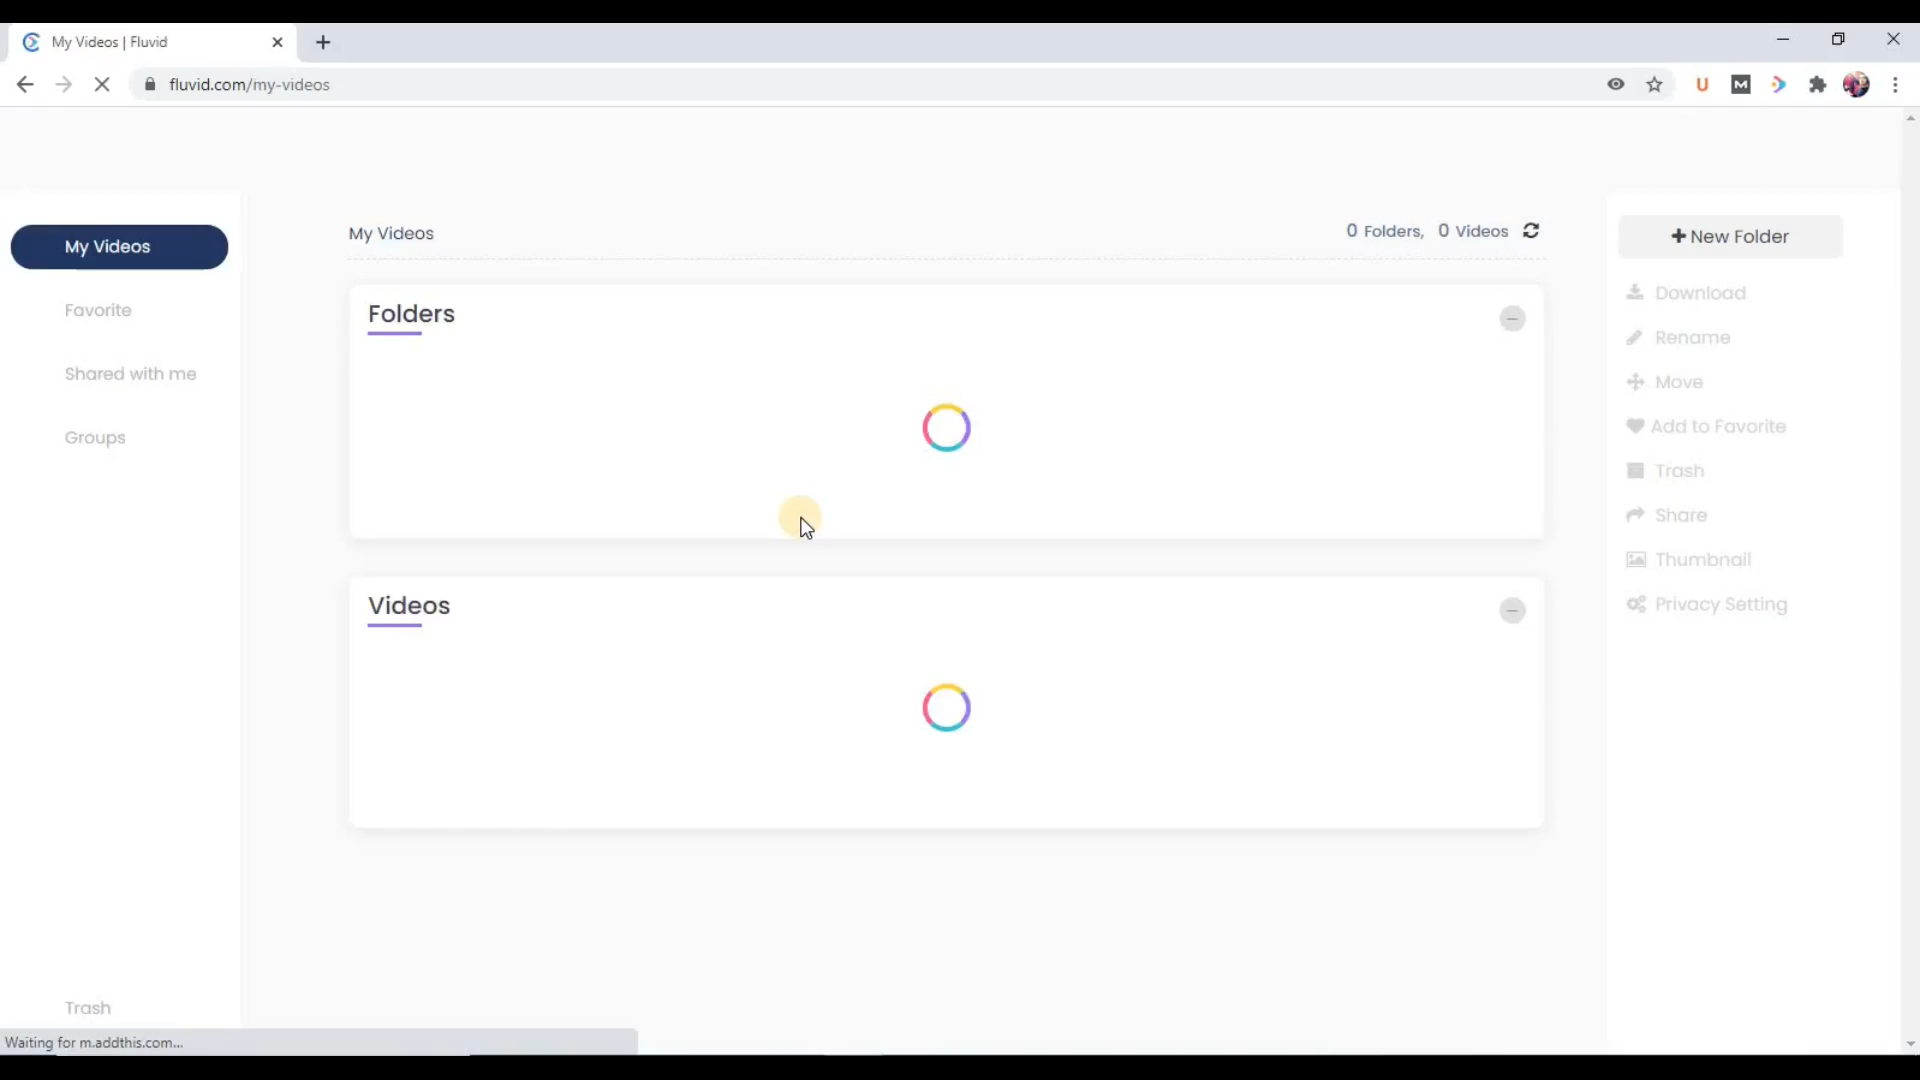 My Videos | Fluvid
fluvid.com/my-videos
My Videos
Favorite
Shared with me
Groups
Trash
My Videos
0 Folders, 0 Videos
Folders
Videos
New Folder
Download
Rename
Move
Add to Favorite
Trash
Share
Thumbnail
Privacy Setting
Waiting for m.addthis.com...